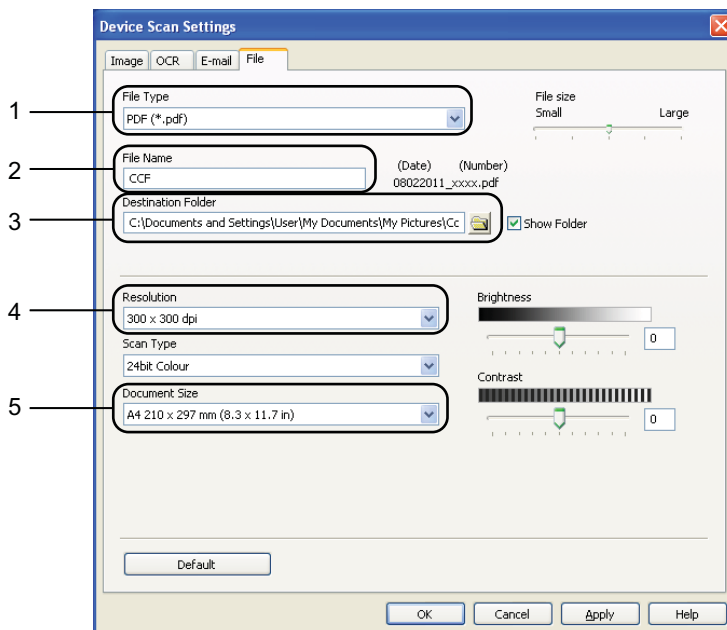 Device Scan Settings
Image OCR E-mail File
1
File Type
PDF (*.pdf)
File size
Small Large
2
File Name
CCF
(Date) (Number)
08022011_xxxx.pdf
3
Destination Folder
C:\Documents and Settings\User\My Documents\My Pictures\Cc
Show Folder
4
Resolution
300 x 300 dpi
Brightness
0
Scan Type
24bit Colour
Contrast
0
5
Document Size
A4 210 x 297 mm (8.3 x 11.7 in)
Default
OK Cancel Apply Help